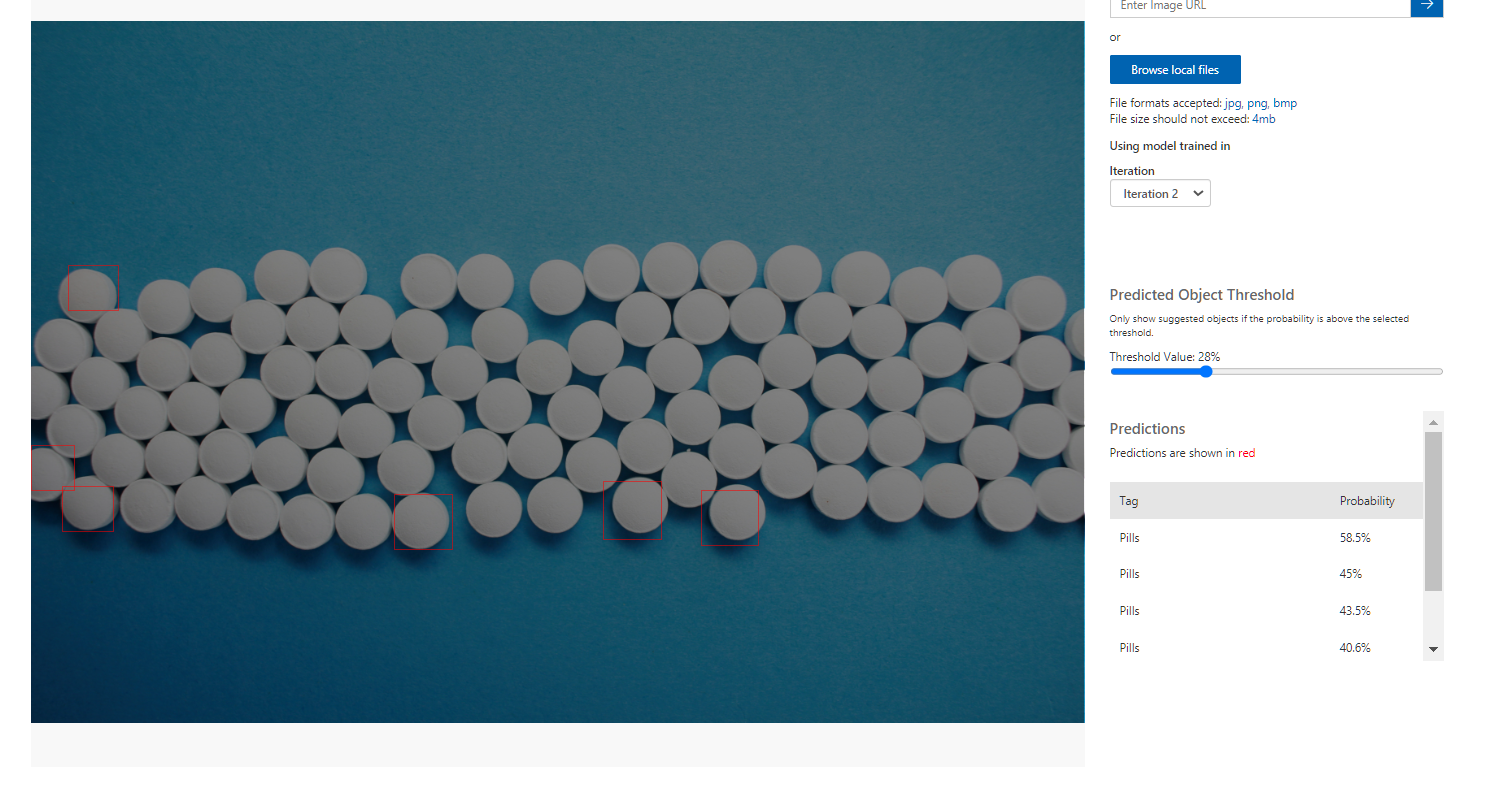 Enter Image URL
or
Browse local files
File formats accepted: jpg, png, bmp
File size should not exceed: 4mb
Using model trained in
Iteration
Iteration 2
Predicted Object Threshold
Only show suggested objects if the probability is above the selected
threshold.
Threshold Value: 28%
Predictions
Predictions are shown in red
Tag Probability
Pills 58.5%
Pills 45%
Pills 43.5%
Pills 40.6%